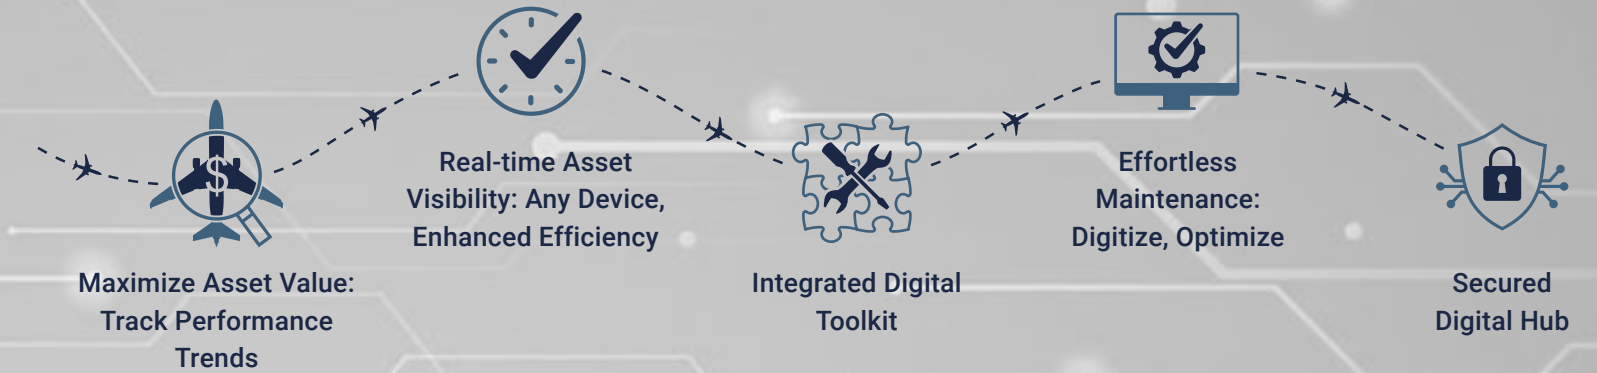 Maximize Asset Value:
Track Performance
Trends
Real-time Asset
Visibility: Any Device,
Enhanced Efficiency
Integrated Digital
Toolkit
Effortless
Maintenance:
Digitize, Optimize
Secured
Digital Hub
$